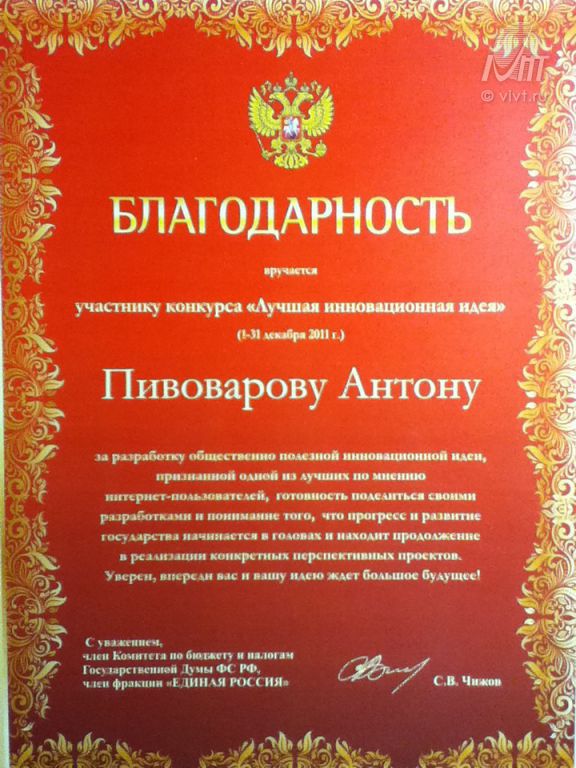 © vivt.ru
БЛАГОДАРНОСТЬ
вручается
участнику конкурса «Лучшая инновационная идея»
(1-31 декабря 2011 г.)
Пивоварову Антону
за разработку общественно полезной инновационной идеи,
признанной одной из лучших по мнению
интернет-пользователей, готовность поделиться своими
разработками и понимание того, что прогресс и развитие
государства начинается в головах и находит продолжение
в реализации конкретных перспективных проектов.
Уверен, впереди вас и вашу идею ждет большое будущее!
С уважением,
член Комитета по бюджету и налогам
Государственной Думы ФС РФ,
член фракции «ЕДИНАЯ РОССИЯ»
С.В. Чижов